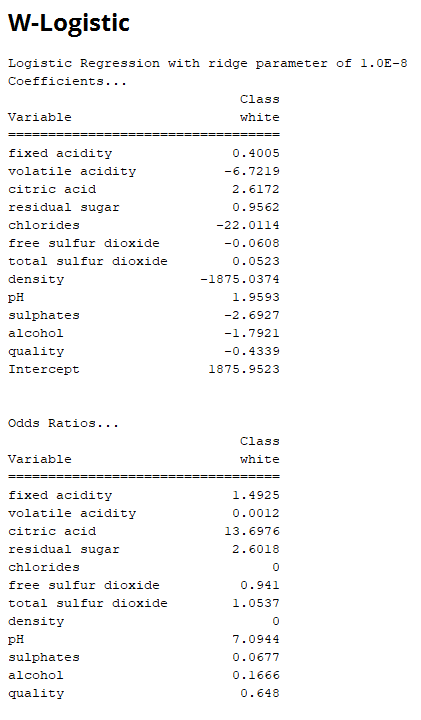 W-Logistic
Logistic Regression with ridge parameter of 1.0E-8
Coefficients...
Class
Variable white
===================================
fixed acidity 0.4005
volatile acidity -6.7219
citric acid 2.6172
residual sugar 0.9562
chlorides -22.0114
free sulfur dioxide -0.0608
total sulfur dioxide 0.0523
density -1875.0374
pH 1.9593
sulphates -2.6927
alcohol -1.7921
quality -0.4339
Intercept 1875.9523
Odds Ratios...
Class
Variable white
===================================
fixed acidity 1.4925
volatile acidity 0.0012
citric acid 13.6976
residual sugar 2.6018
chlorides 0
free sulfur dioxide 0.941
total sulfur dioxide 1.0537
density 0
pH 7.0944
sulphates 0.0677
alcohol 0.1666
quality 0.648